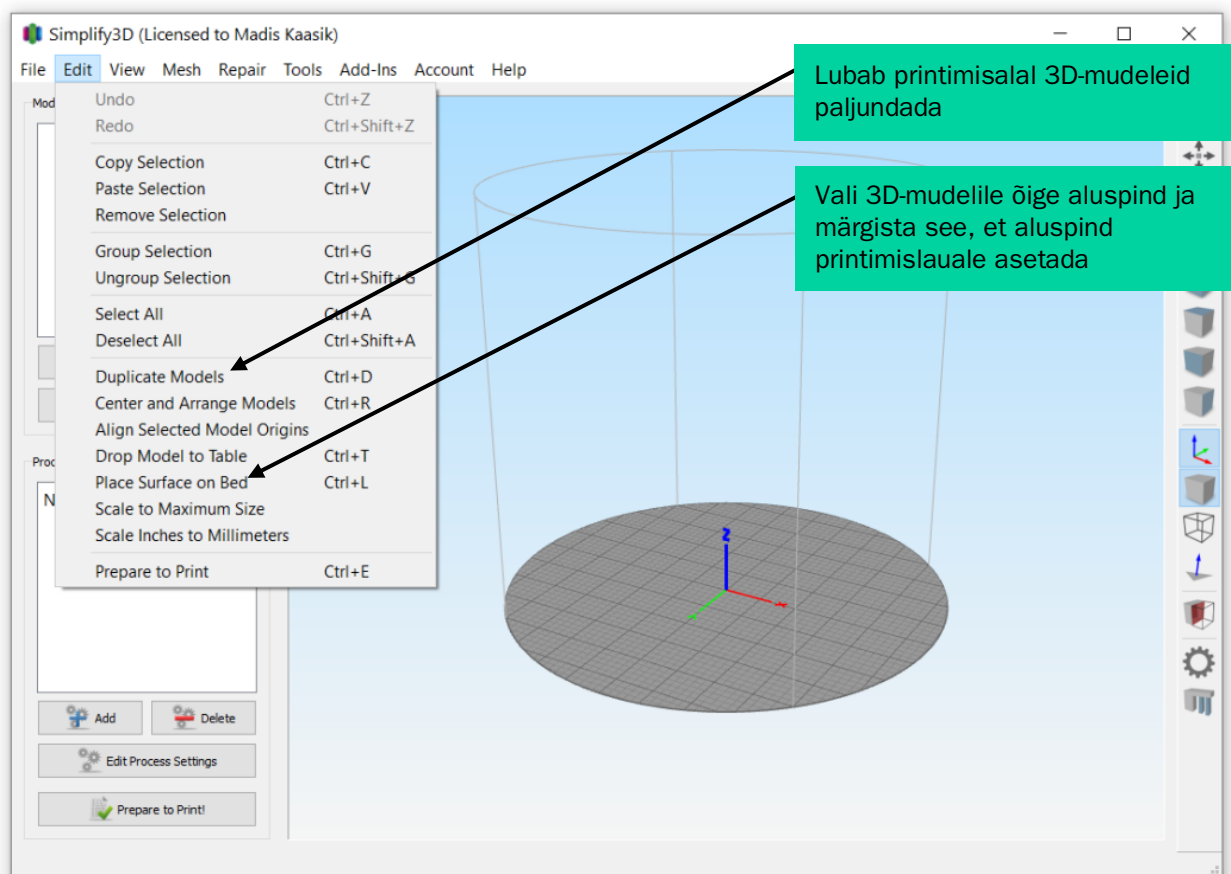 Simplify3D (Licensed to Madis Kaasik)
File Edit View Mesh Repair Tools Add-Ins Account Help
Lubab printimisalal 3D-mudeleid
paljundada
Vali 3D-mudelile õige aluspind ja
märgista see, et aluspind
printimislauale asetada
Mod
Undo Ctrl+Z
Redo Ctrl+Shift+Z
Copy Selection Ctrl+C
Paste Selection Ctrl+V
Remove Selection
Group Selection Ctrl+G
Ungroup Selection Ctrl+Shift+G
Select All Ctrl+A
Deselect All Ctrl+Shift+A
Duplicate Models Ctrl+D
Center and Arrange Models Ctrl+R
Align Selected Model Origins
Drop Model to Table Ctrl+T
Place Surface on Bed Ctrl+L
Scale to Maximum Size
Scale Inches to Millimeters
Prepare to Print Ctrl+E
Proc
N
Z
Add Delete
Edit Process Settings
Prepare to Print!